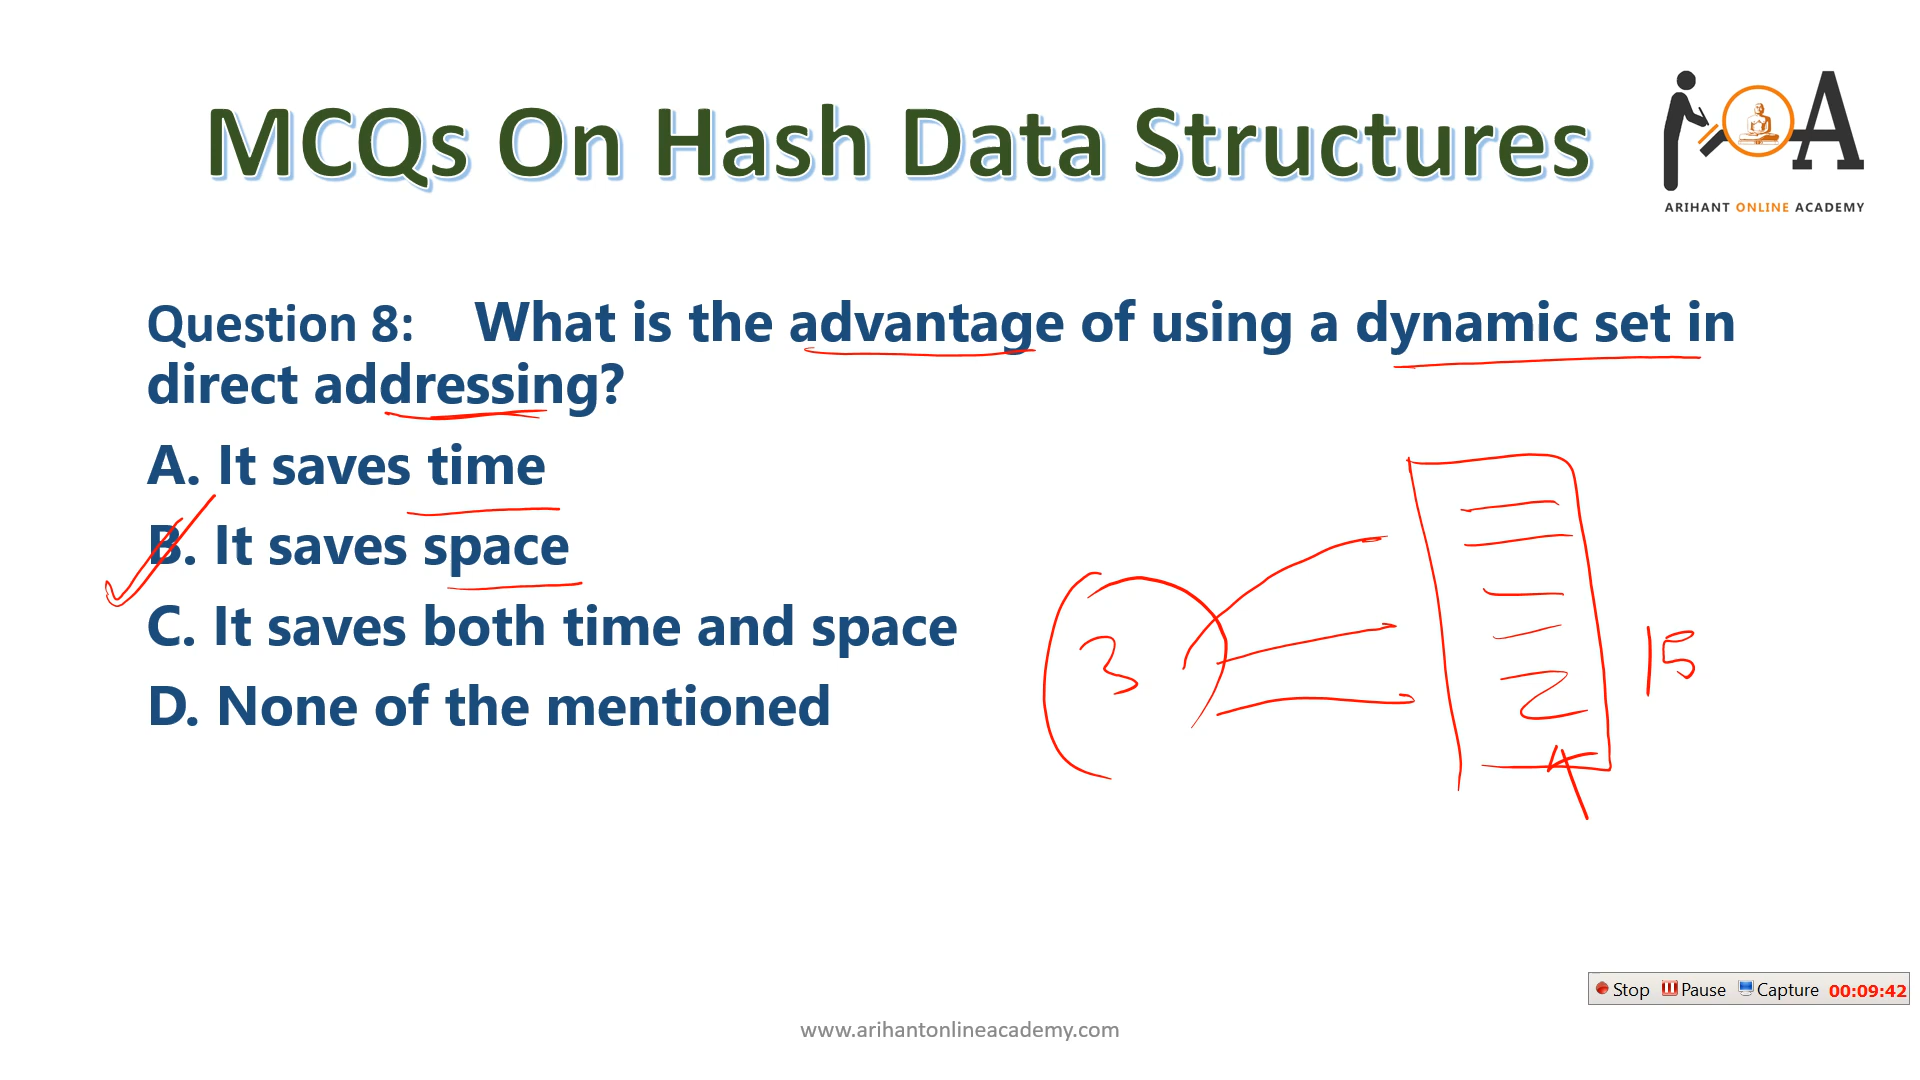 MCQs On Hash Data Structures
A
ARIHANT ONLINE ACADEMY
Question 8: What is the advantage of using a dynamic set in
direct addressing?
A. It saves time
B. It saves space
C. It saves both time and space
D. None of the mentioned
3
15
Stop Pause Capture 00:09:42
www.arihantonlineacademy.com